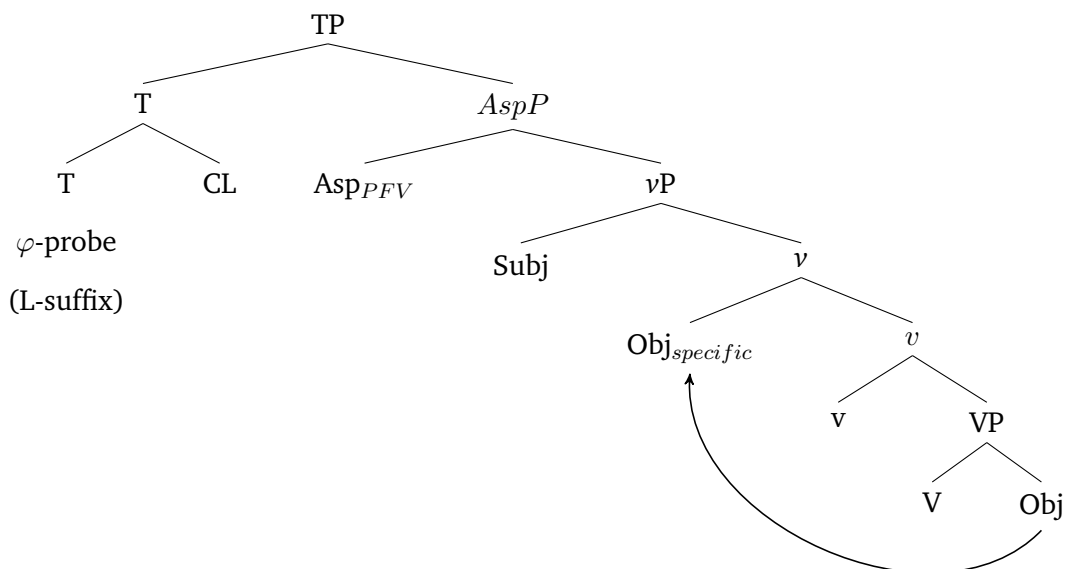 TP
T AspP
T CL Asp_PFV vP
φ-probe
Subj v
(L-suffix)
Obj_specific v
v VP
V Obj